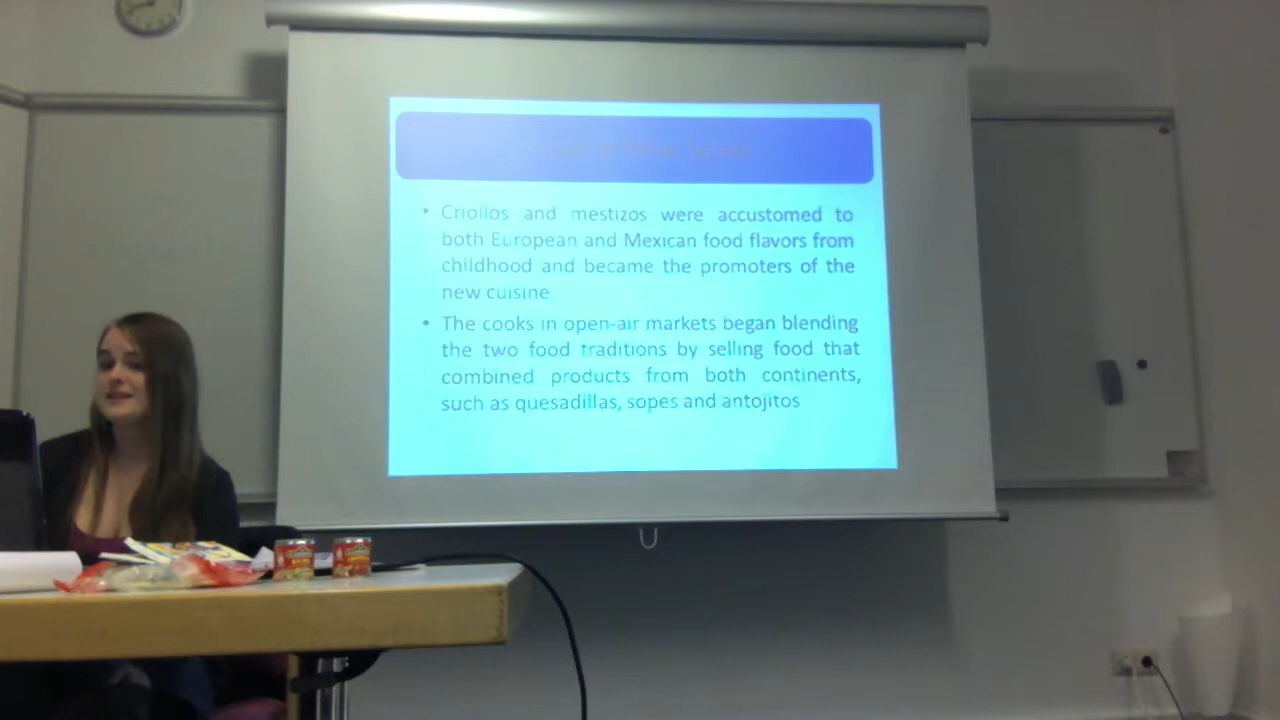 • Criollos and mestizos were accustomed to
both European and Mexican food flavors from
childhood and became the promoters of the
new cuisine
• The cooks in open-air markets began blending
the two food traditions by selling food that
combined products from both continents,
such as quesadillas, sopes and antojitos